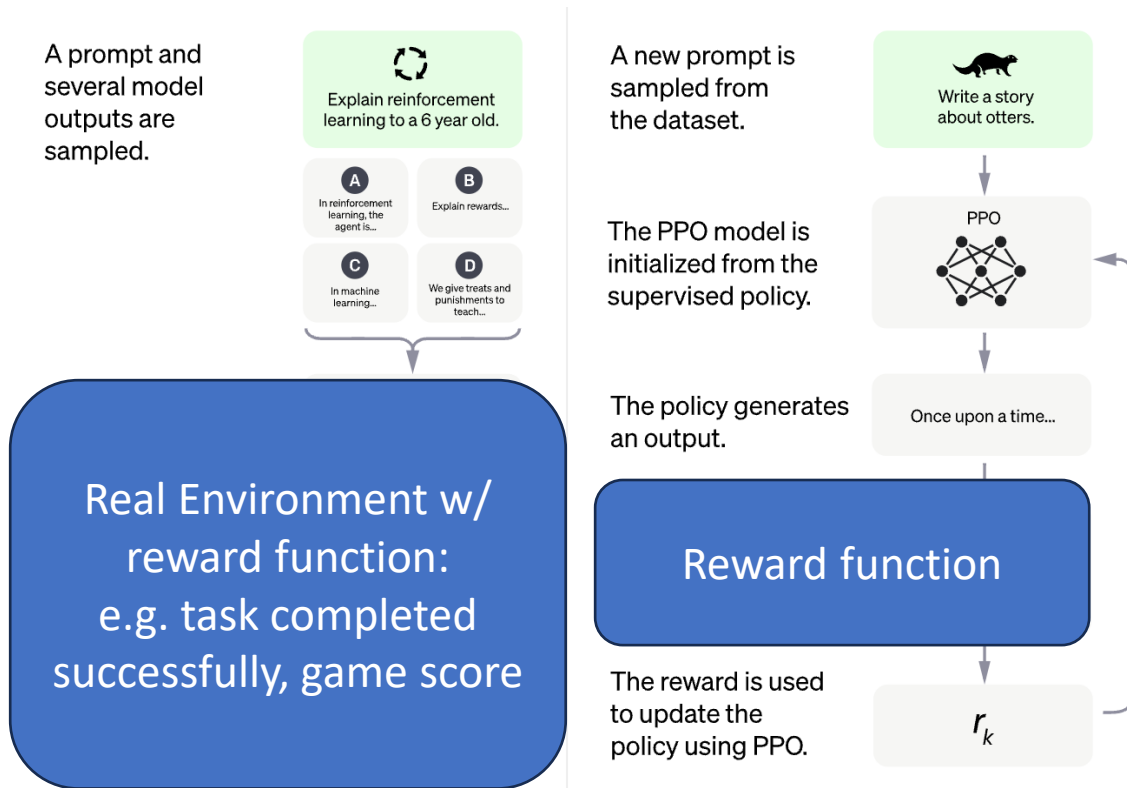 A prompt and
several model
outputs are
sampled.
Explain reinforcement
learning to a 6 year old.
A
In reinforcement
learning, the
agent is...
B
Explain rewards...
C
In machine
learning...
D
We give treats and
punishments to
teach...
Real Environment w/
reward function:
e.g. task completed
successfully, game score
A new prompt is
sampled from
the dataset.
Write a story
about otters.
The PPO model is
initialized from the
supervised policy.
PPO
The policy generates
an output.
Once upon a time...
Reward function
The reward is used
to update the
policy using PPO.
rk